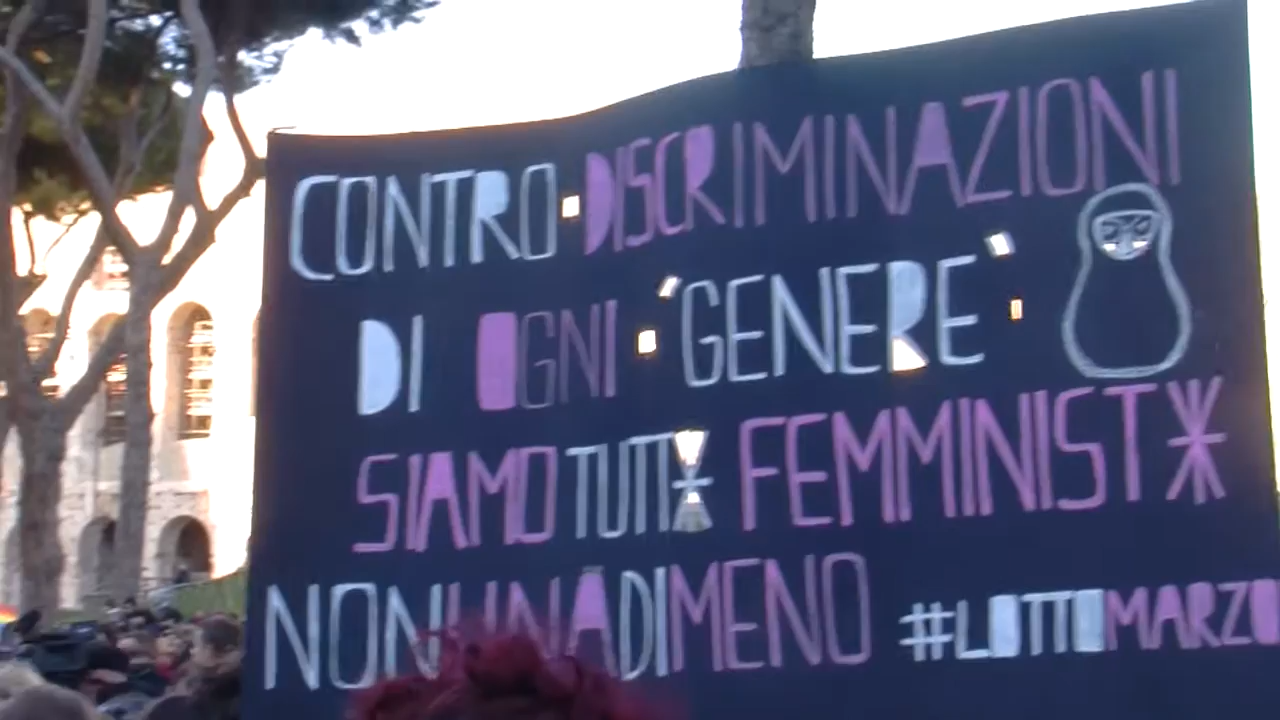 CONTRO DISCRIMINAZIONI
DI OGNI "GENERE"
SIAMO TUTT* FEMMINIST*
NONUNADIMENO #LOTTOMARZO